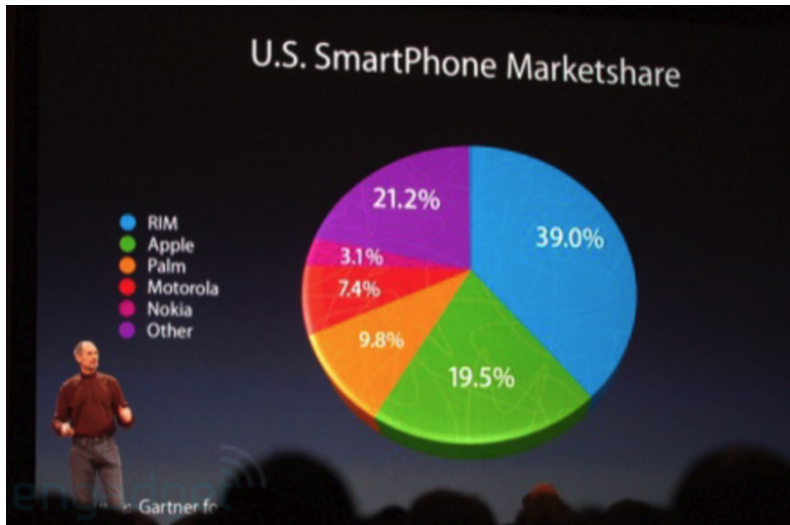 U.S. SmartPhone Marketshare
21.2%
39.0%
3.1%
7.4%
9.8%
19.5%
RIM
Apple
Palm
Motorola
Nokia
Other
engadget
Gartner